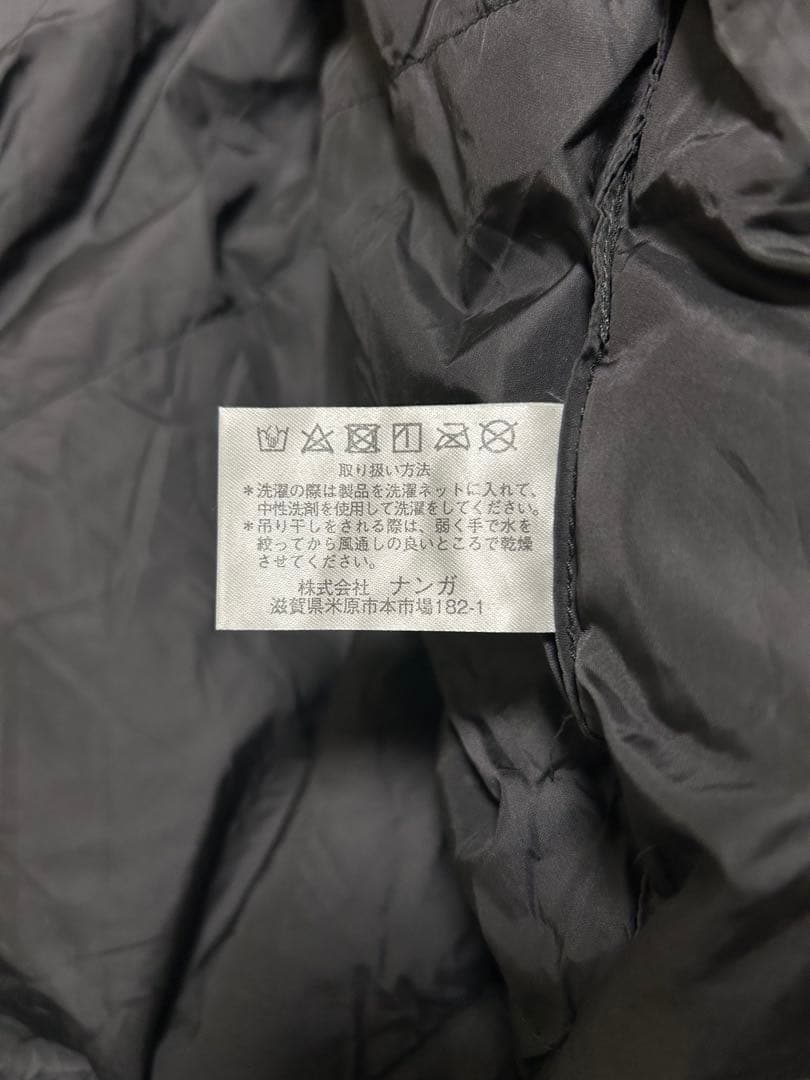 取り扱い方法
*洗濯の際は製品を洗濯ネットに入れて、
中性洗剤を使用して洗濯をしてください。
*吊り干しをされる際は、弱く手で水を
絞ってから風通しの良いところで乾燥
させてください。
株式会社 ナンガ
滋賀県米原市本市場182-1